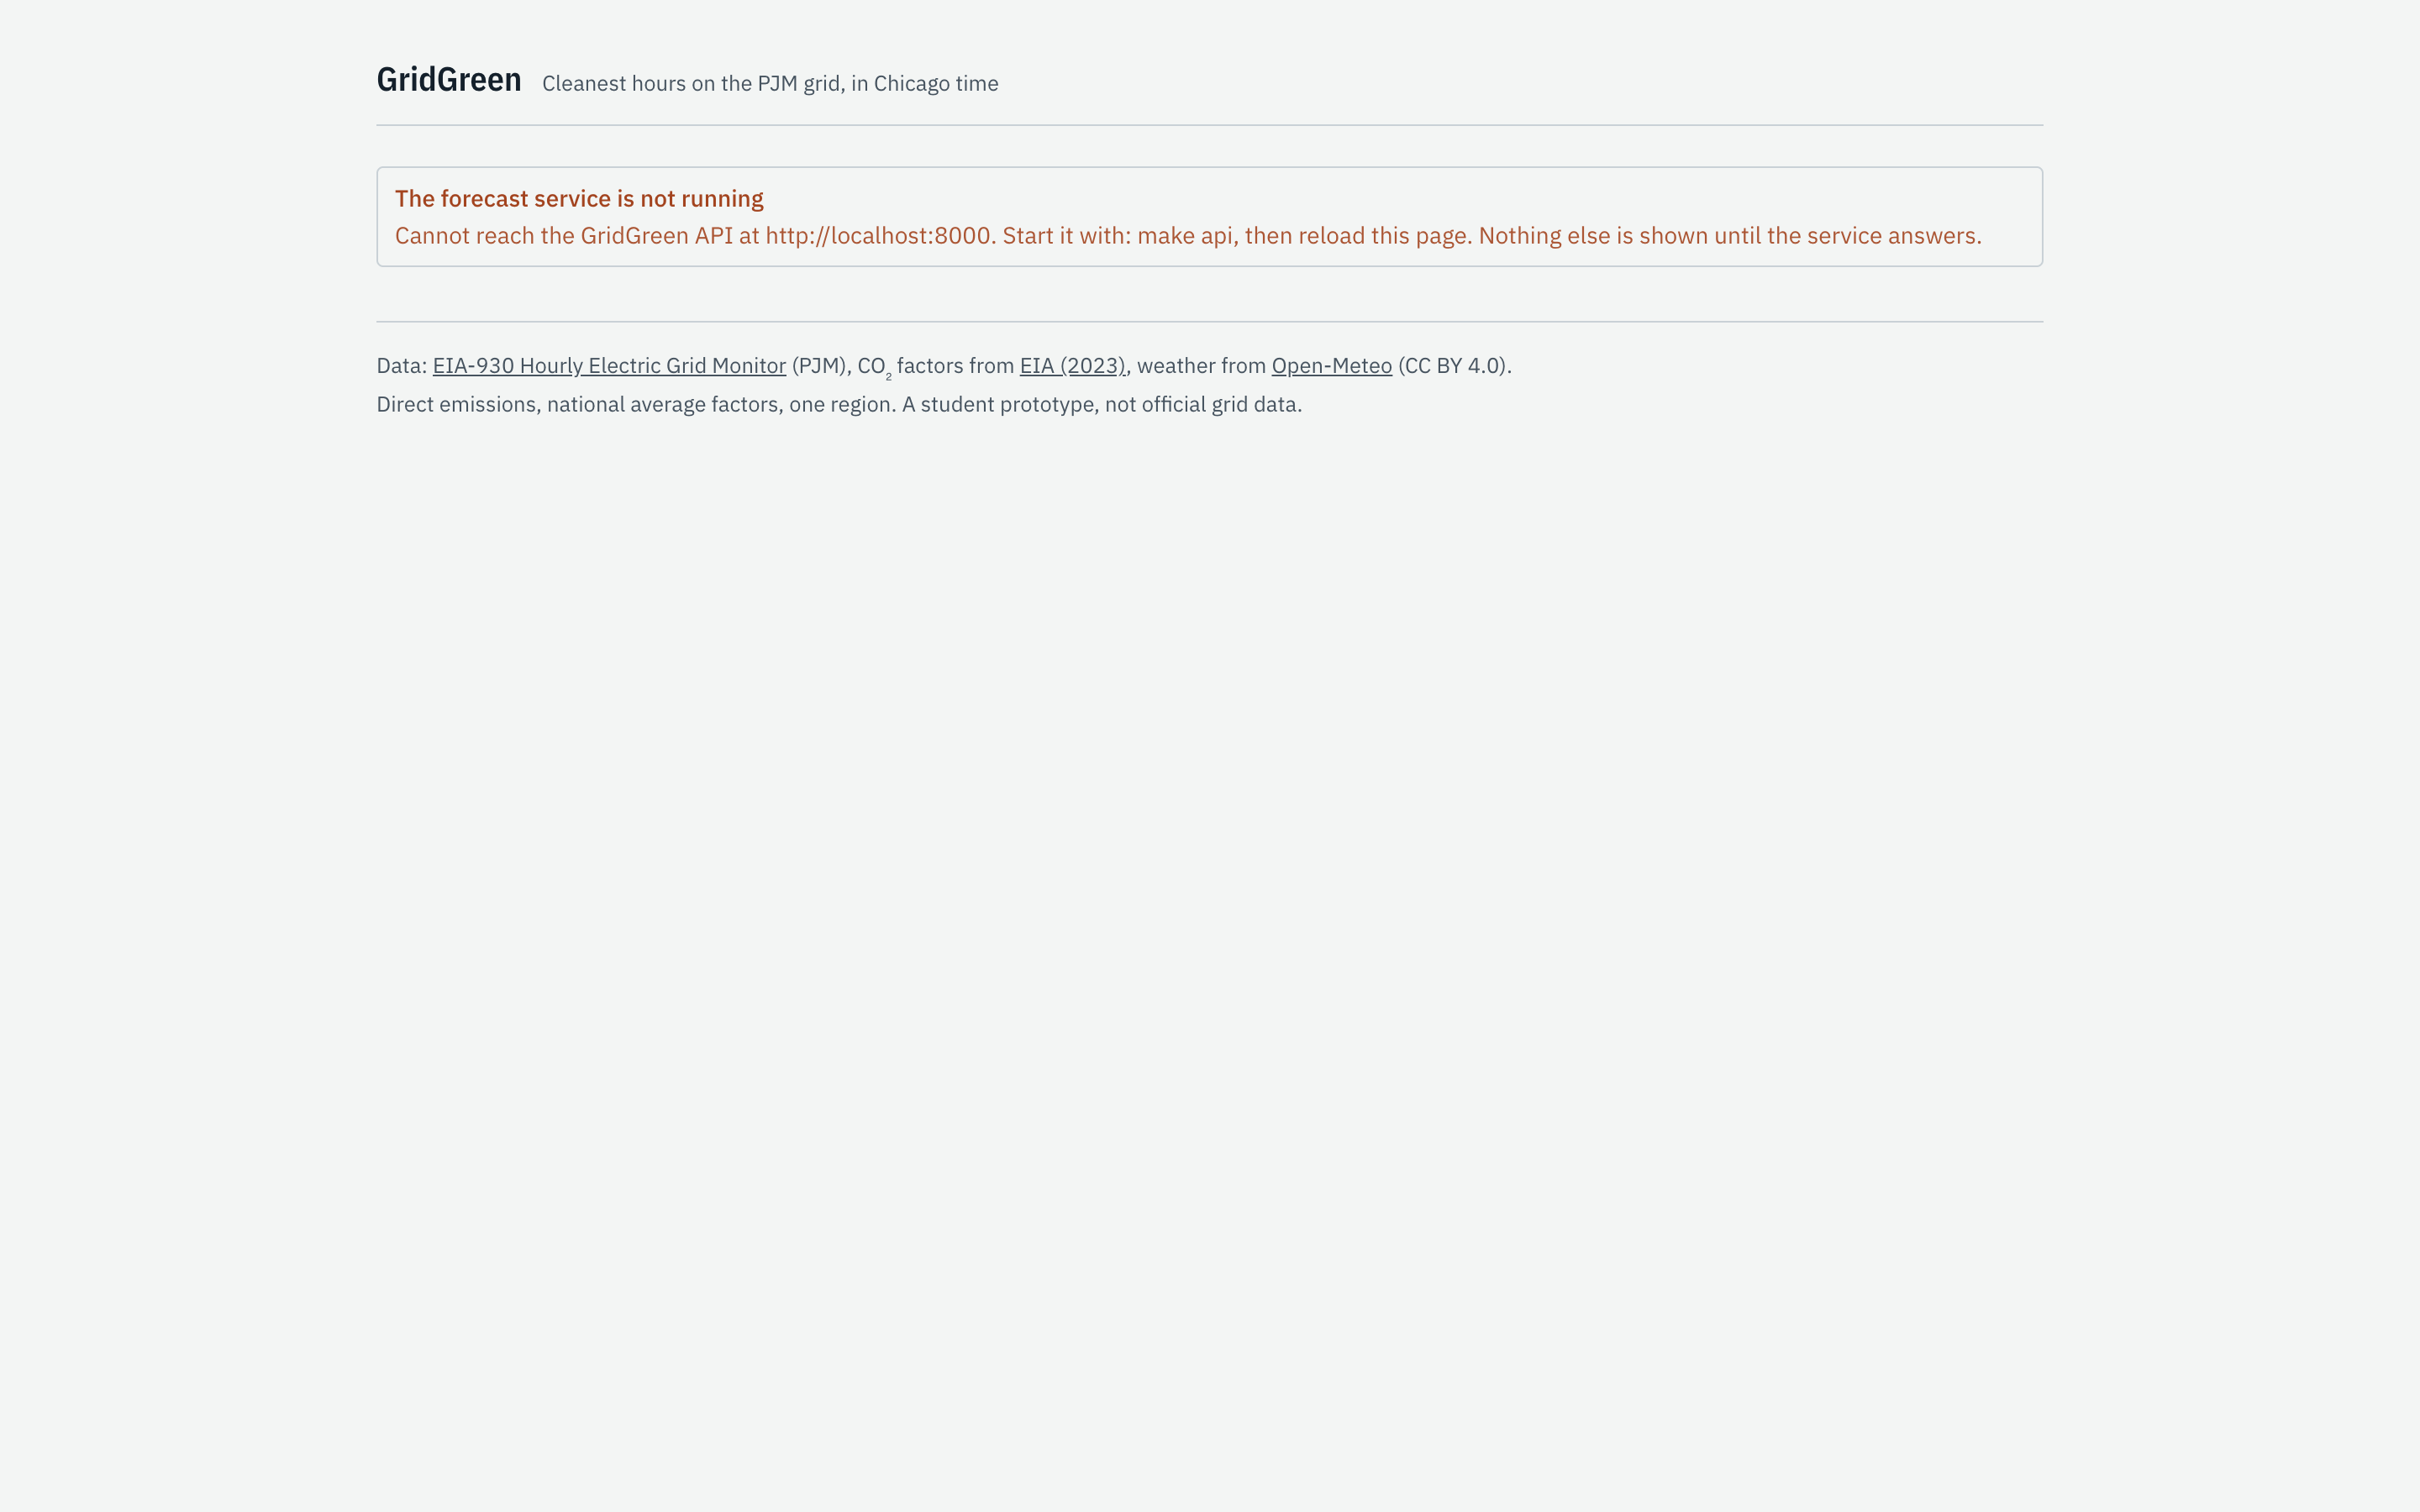 GridGreen Cleanest hours on the PJM grid, in Chicago time
The forecast service is not running
Cannot reach the GridGreen API at http://localhost:8000. Start it with: make api, then reload this page. Nothing else is shown until the service answers.
Data: EIA-930 Hourly Electric Grid Monitor (PJM), CO₂ factors from EIA (2023), weather from Open-Meteo (CC BY 4.0).
Direct emissions, national average factors, one region. A student prototype, not official grid data.